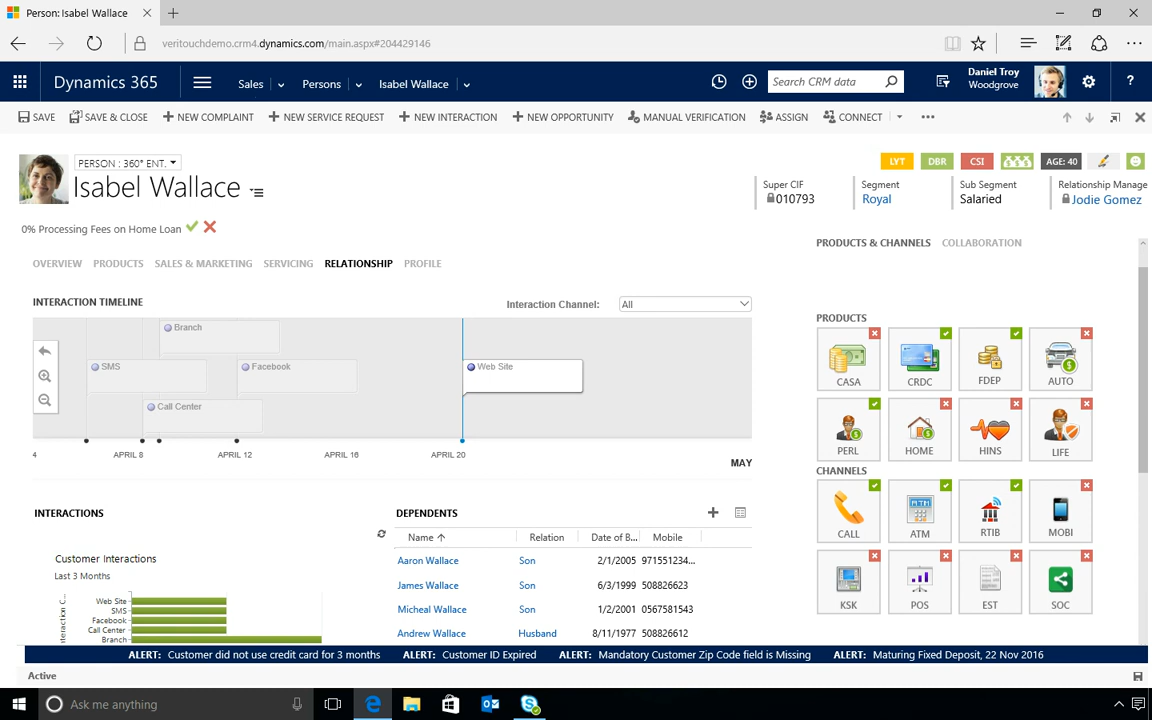 Person: Isabel Wallace
veritouchdemo.crm4.dynamics.com/main.aspx#204429146
Dynamics 365
Sales
Persons
Isabel Wallace
Search CRM data
Daniel Troy
Woodgrove
?
SAVE
SAVE & CLOSE
NEW COMPLAINT
NEW SERVICE REQUEST
NEW INTERACTION
NEW OPPORTUNITY
MANUAL VERIFICATION
ASSIGN
CONNECT
PERSON : 360° ENT.
Isabel Wallace
LYT
DBR
CSI
AGE: 40
Super CIF
010793
Segment
Royal
Sub Segment
Salaried
Relationship Manage
Jodie Gomez
0% Processing Fees on Home Loan
PRODUCTS & CHANNELS
COLLABORATION
OVERVIEW
PRODUCTS
SALES & MARKETING
SERVICING
RELATIONSHIP
PROFILE
INTERACTION TIMELINE
Interaction Channel:
All
Branch
SMS
Facebook
Web Site
Call Center
4
APRIL 8
APRIL 12
APRIL 16
APRIL 20
MAY
PRODUCTS
CASA
CRDC
FDEP
AUTO
PERL
HOME
HINS
LIFE
CHANNELS
CALL
ATM
RTIB
MOBI
KSK
POS
EST
SOC
INTERACTIONS
Customer Interactions
Last 3 Months
Interaction C...
Web Site
SMS
Facebook
Call Center
Branch
DEPENDENTS
Name Relation Date of B... Mobile
Aaron Wallace Son 2/1/2005 971551234...
James Wallace Son 6/3/1999 508826623
Micheal Wallace Son 1/2/2001 0567581543
Andrew Wallace Husband 8/11/1977 508826612
ALERT: Customer did not use credit card for 3 months ALERT: Customer ID Expired ALERT: Mandatory Customer Zip Code field is Missing ALERT: Maturing Fixed Deposit, 22 Nov 2016
Active
Ask me anything